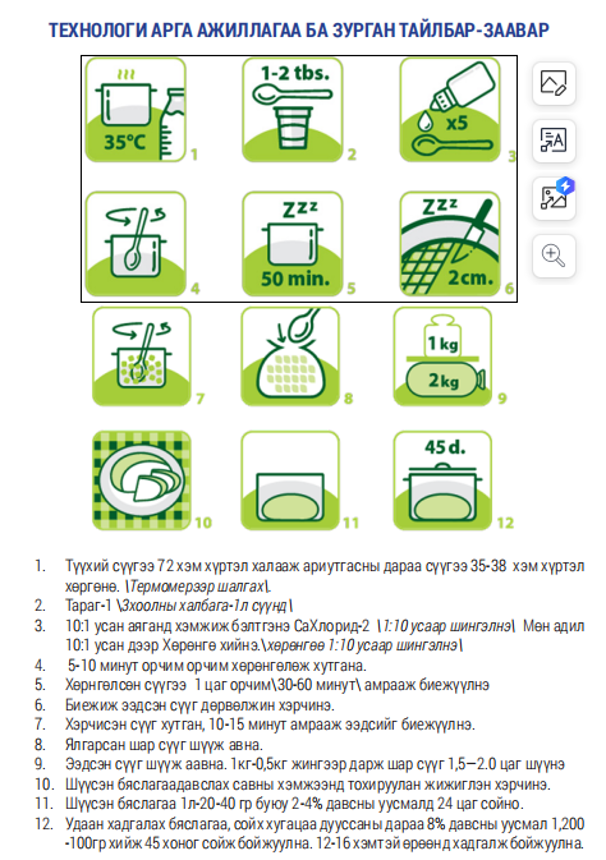 ТЕХНОЛОГИ АРГА АЖИЛЛАГАА БА ЗУРГАН ТАЙЛБАР-ЗААВАР
35°C
1
1-2 tbs.
2
x5
3
4
Zzz
50 min.
5
Zzz
2cm.
6
7
8
1 kg
2kg
9
10
11
45 d.
12
1. Түүхий сүүгээ 72 хэм хүртэл халааж ариутгасны дараа сүүгээ 35-38 хэм хүртэл
хөргөнө. \Термомерээр шалгах\.
2. Тараг-1 \3хоолны халбага-1л сүүнд\
3. 10:1 усан аяганд хэмжиж бэлтгэнэ СаХлорид-2 \1:10 усаар шингэлнэ\ Мөн адил
10:1 усан дээр Хөрөнгө хийнэ.\хөрөнгөө 1:10 усаар шингэлнэ\
4. 5-10 минут орчим орчим хөрөнгөлөж хутгана.
5. Хөрнгөлсөн сүүгээ 1 цаг орчим\30-60 минут\ амрааж биежүүлнэ
6. Биежиж ээдсэн сүүг дөрвөлжин хэрчинэ.
7. Хэрчисэн сүүг хутган, 10-15 минут амрааж ээдсийг биежүүлнэ.
8. Ялгарсан шар сүүг шүүж авна.
9. Ээдсэн сүүг шүүж аавна. 1кг-0,5кг жингээр дарж шар сүүг 1,5–2.0 цаг шүүнэ
10. Шүүсэн бяслагаадавслах савны хэмжээнд тохируулан жижиглэн хэрчинэ.
11. Шүүсэн бяслагаа 1л-20-40 гр буюу 2-4% давсны уусмалд 24 цаг сойно.
12. Удаан хадгалах бяслагаа, сойх хугацаа дууссаны дараа 8% давсны уусмал 1,200
-100гр хийж 45 хоног сойж бойжуулна. 12-16 хэмтэй өрөөнд хадгалж бойжуулна.